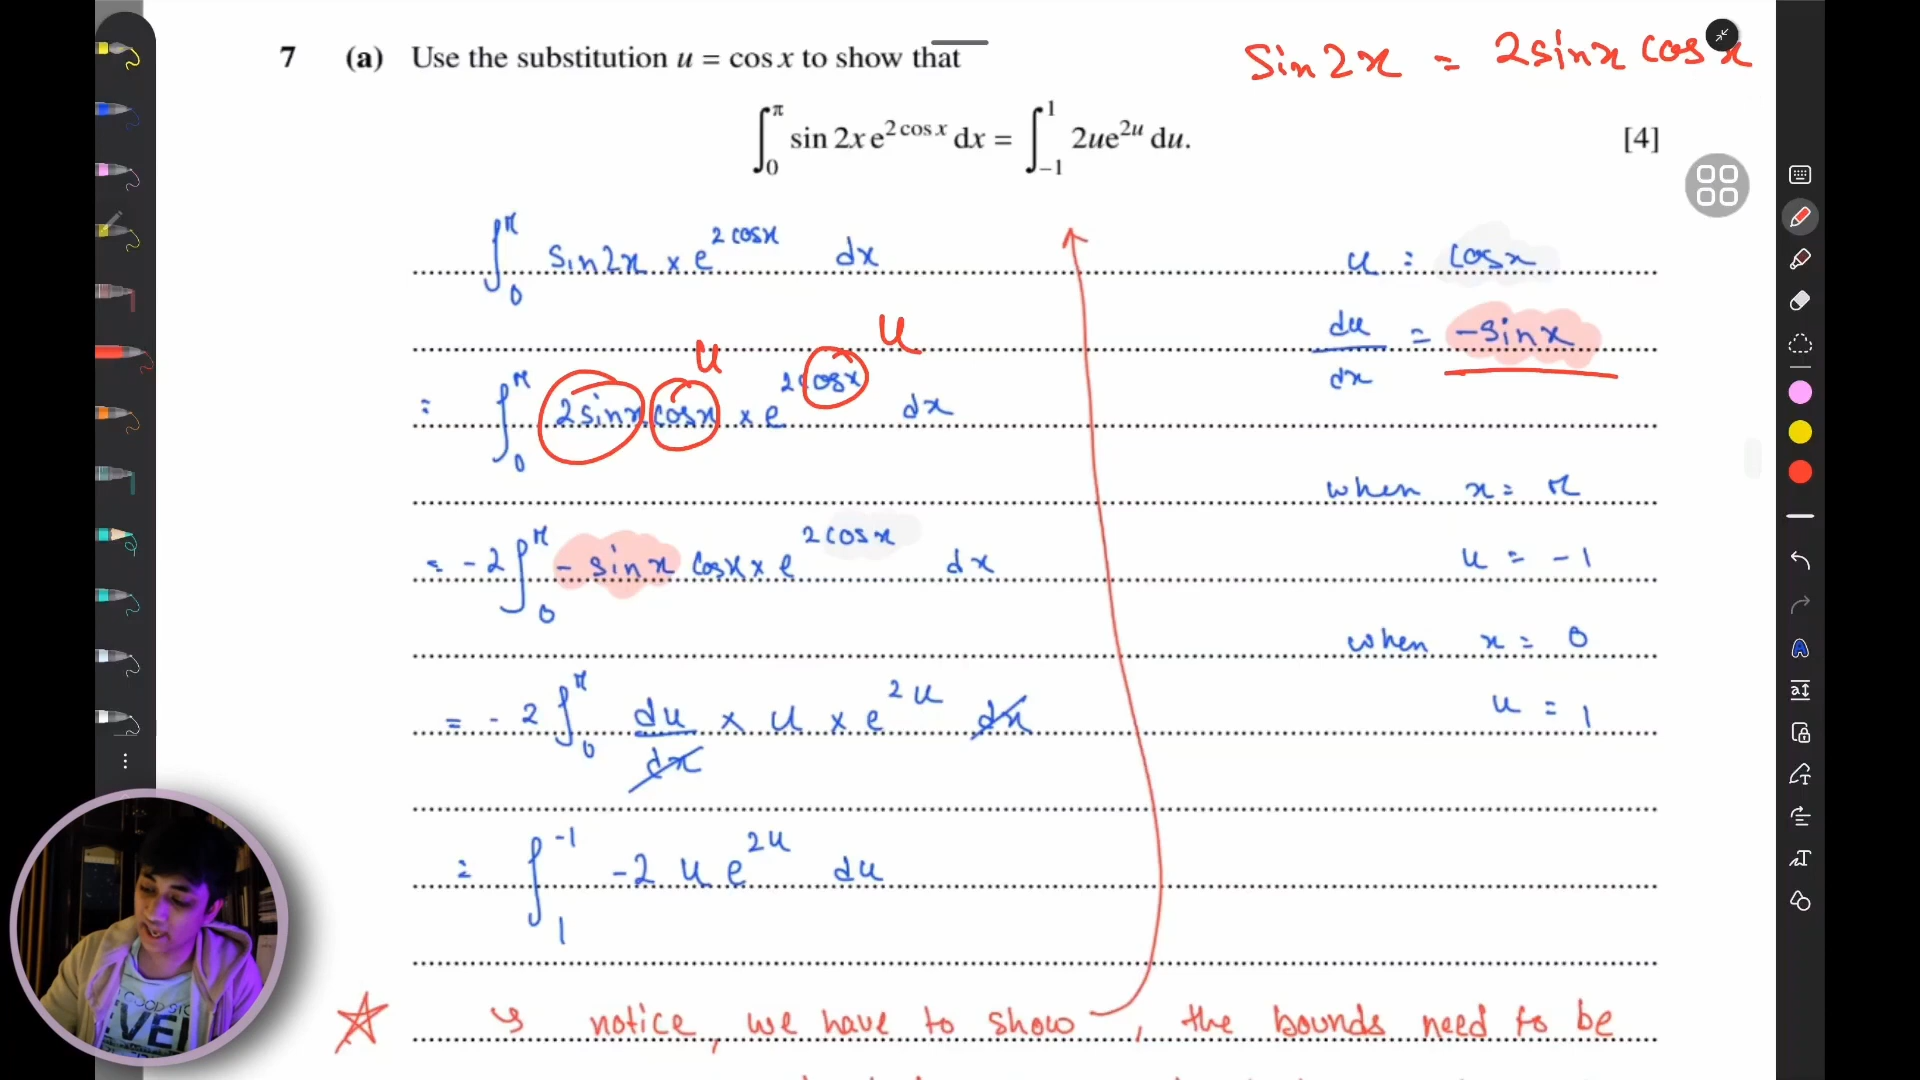 7 (a) Use the substitution u = cos x to show that
sin2x = 2sinx cosx
∫₀^π sin 2x e^{2 cos x} dx = ∫₋₁^1 2ue^{2u} du. [4]
∫₀^π sin2x × e^{2cosx} dx
u = cosx
du/dx = -sinx
u u
= ∫₀^π 2sinx cosx × e^{2cosx} dx
when x = π
= -2∫₀^π -sinx cosx × e^{2cosx} dx
u = -1
when x = 0
= -2∫₀^π du/dx × u × e^{2u} dx
u = 1
= ∫₁^{-1} -2 u e^{2u} du
notice, we have to show, the bounds need to be